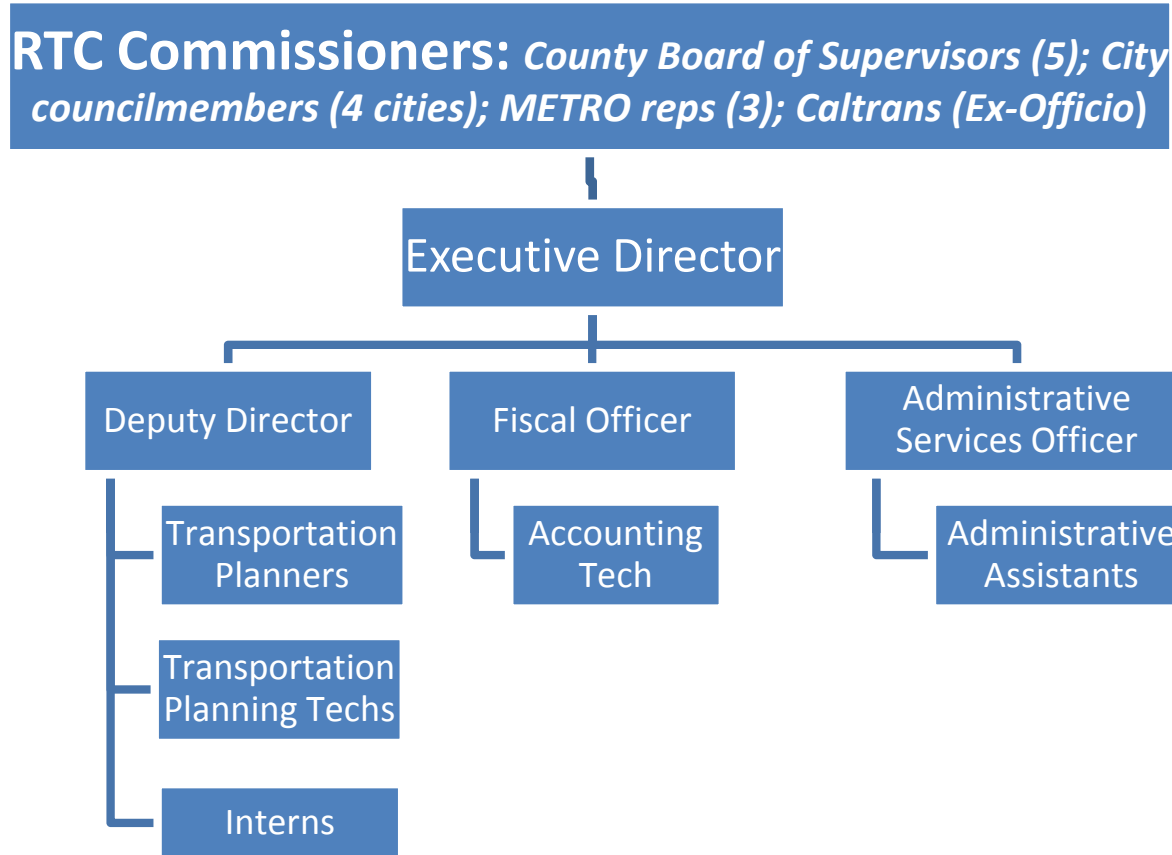 RTC Commissioners: County Board of Supervisors (5); City
councilmembers (4 cities); METRO reps (3); Caltrans (Ex-Officio)
Executive Director
Deputy Director
Fiscal Officer
Administrative
Services Officer
Transportation
Planners
Accounting
Tech
Administrative
Assistants
Transportation
Planning Techs
Interns